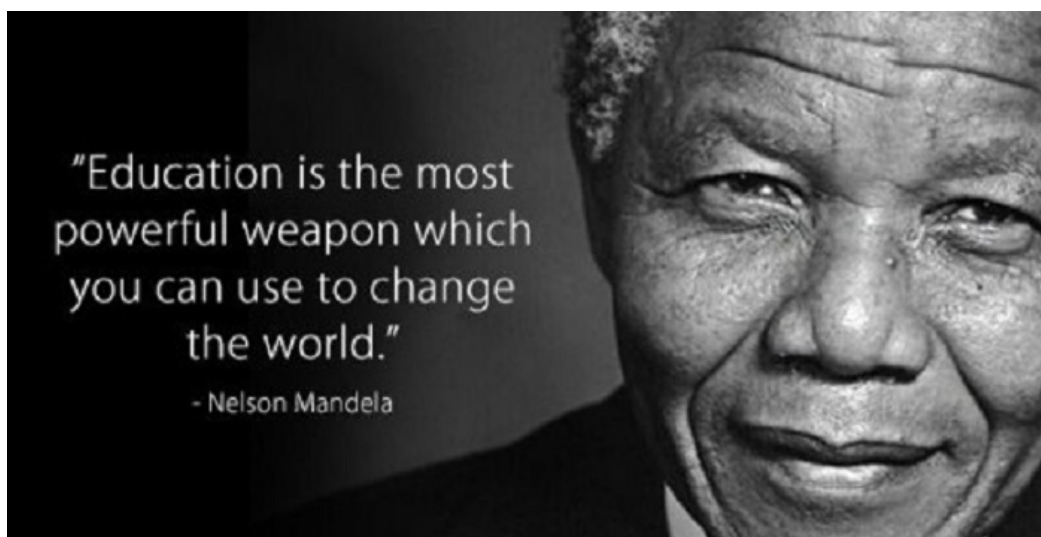 "Education is the most
powerful weapon which
you can use to change
the world."
- Nelson Mandela